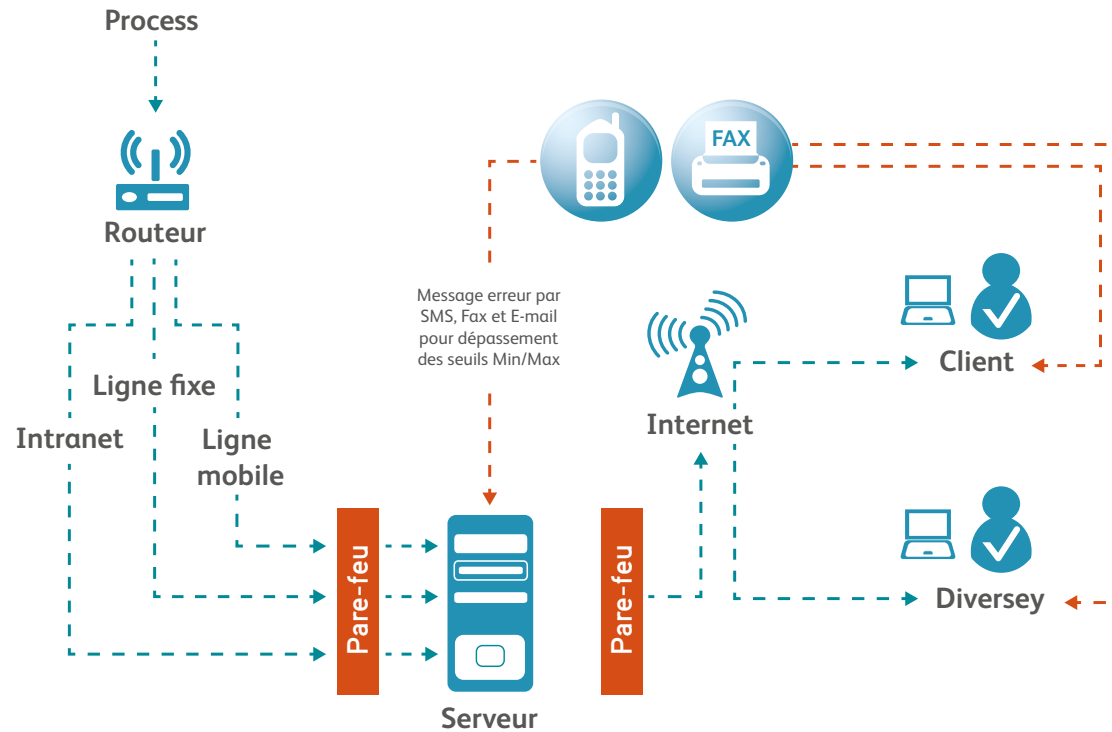 Process
FAX
Routeur
Message erreur par
SMS, Fax et E-mail
pour dépassement
des seuils Min/Max
Client
Ligne fixe
Internet
Intranet
Ligne
mobile
Pare-feu
Pare-feu
Diversey
Serveur